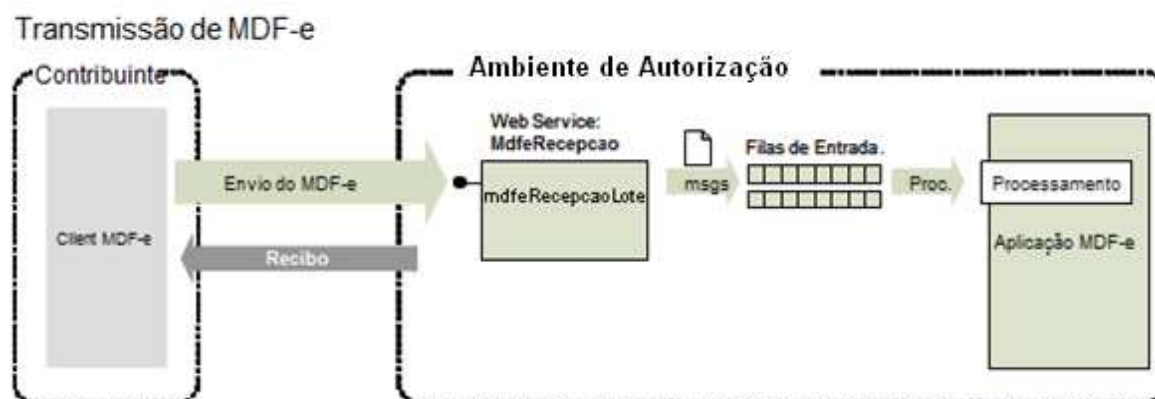 Transmissão de MDF-e
Contribuinte
Ambiente de Autorização
Client MDF-e
Envio do MDF-e
Recibo
Web Service:
MdfeRecepcao
mdfeRecepcaoLote
msgs
Filas de Entrada.
Proc.
Processamento
Aplicação MDF-e